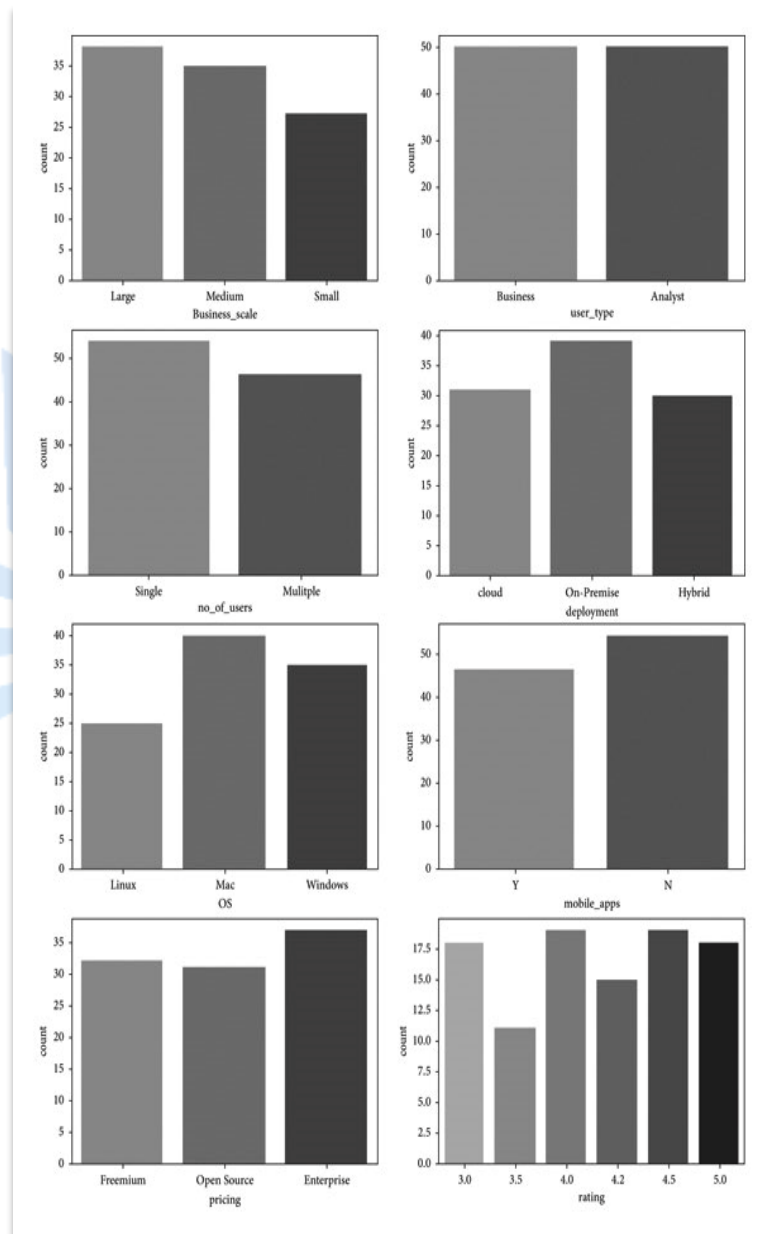 35
30
25
20
15
10
5
0
count
Large Medium Small
Business_scale
50
40
30
20
10
0
count
Business Analyst
user_type
50
40
30
20
10
0
count
Single Mulitple
no_of_users
40
35
30
25
20
15
10
5
0
count
cloud On-Premise Hybrid
deployment
40
35
30
25
20
15
10
5
0
count
Linux Mac Windows
OS
50
40
30
20
10
0
count
Y N
mobile_apps
35
30
25
20
15
10
5
0
count
Freemium Open Source Enterprise
pricing
17.5
15.0
12.5
10.0
7.5
5.0
2.5
0.0
count
3.0 3.5 4.0 4.2 4.5 5.0
rating